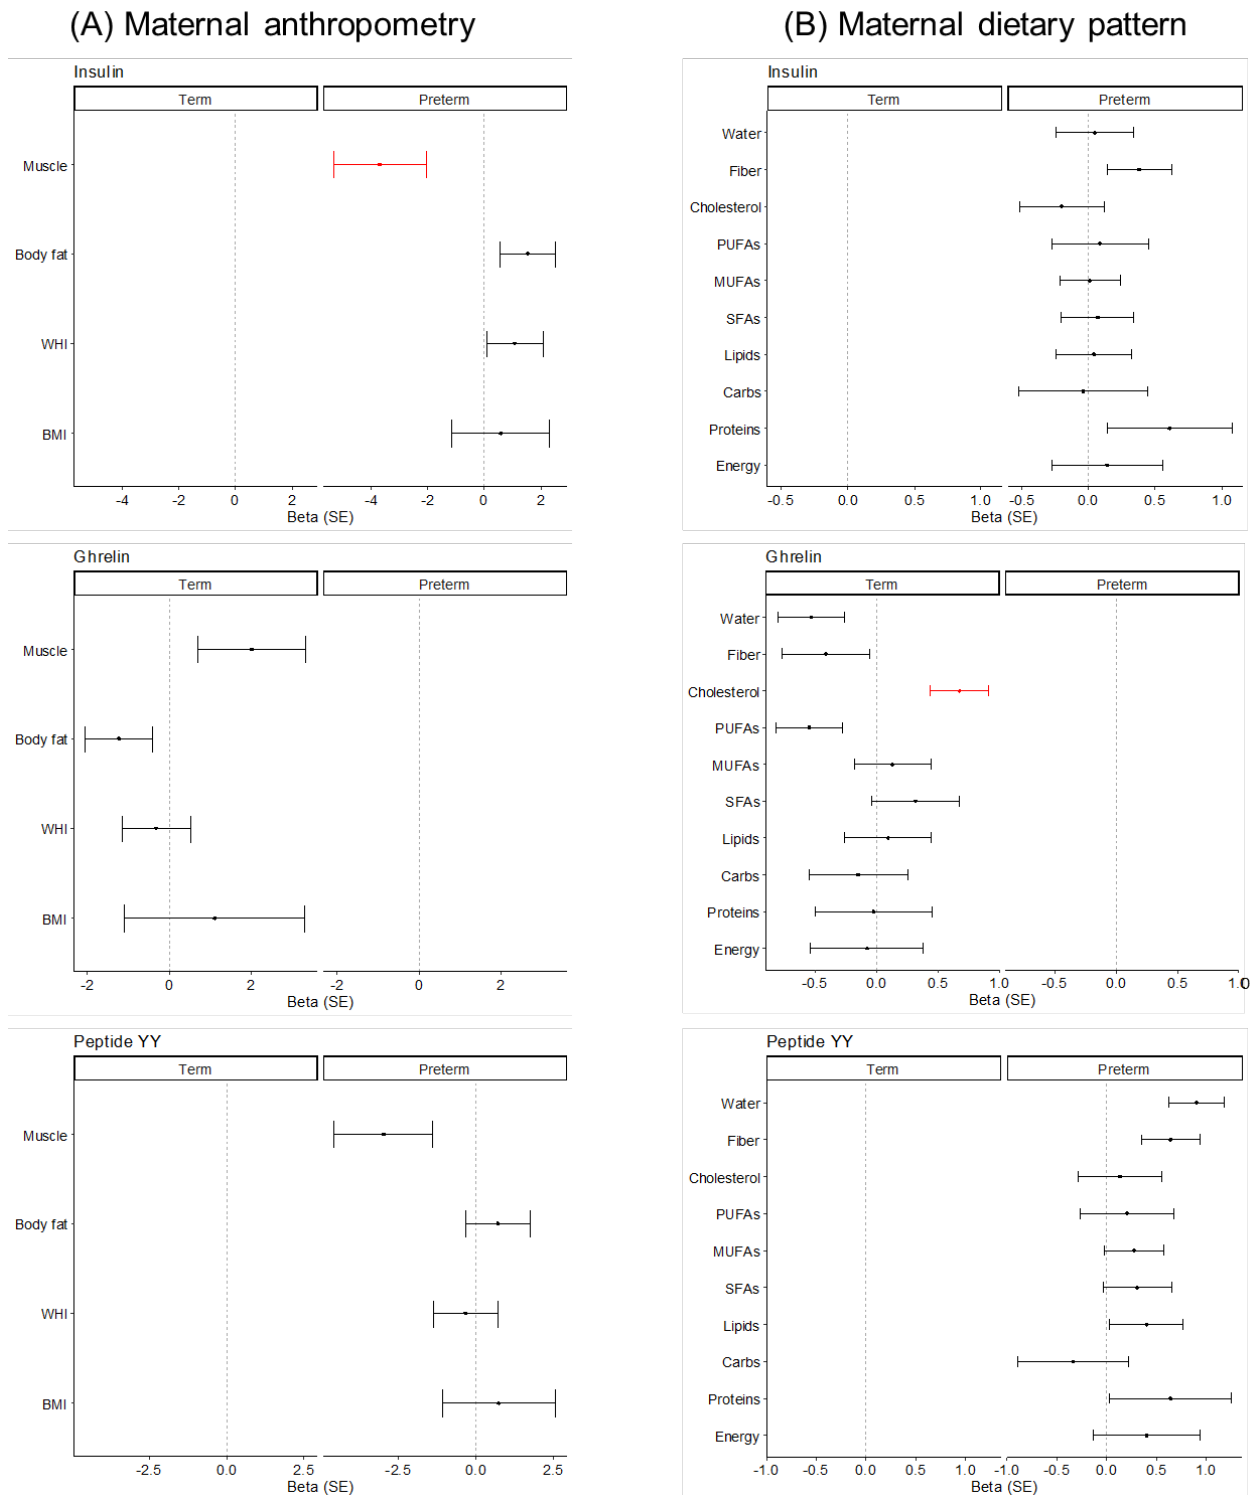 (A) Maternal anthropometry
Insulin
Term Preterm
Muscle
Body fat
WHI
BMI
-4 -2 0 2 -4 -2 0 2
Beta (SE)
Ghrelin
Term Preterm
Muscle
Body fat
WHI
BMI
-2 0 2 -2 0 2
Beta (SE)
Peptide YY
Term Preterm
Muscle
Body fat
WHI
BMI
-2.5 0.0 2.5 -2.5 0.0 2.5
Beta (SE)
(B) Maternal dietary pattern
Insulin
Term Preterm
Water
Fiber
Cholesterol
PUFAs
MUFAs
SFAs
Lipids
Carbs
Proteins
Energy
-0.5 0.0 0.5 1.0 -0.5 0.0 0.5 1.0
Beta (SE)
Ghrelin
Term Preterm
Water
Fiber
Cholesterol
PUFAs
MUFAs
SFAs
Lipids
Carbs
Proteins
Energy
-0.5 0.0 0.5 1.0 -0.5 0.0 0.5 1.0
Beta (SE)
Peptide YY
Term Preterm
Water
Fiber
Cholesterol
PUFAs
MUFAs
SFAs
Lipids
Carbs
Proteins
Energy
-1.0 -0.5 0.0 0.5 1.0 -1.0 -0.5 0.0 0.5 1.0
Beta (SE)